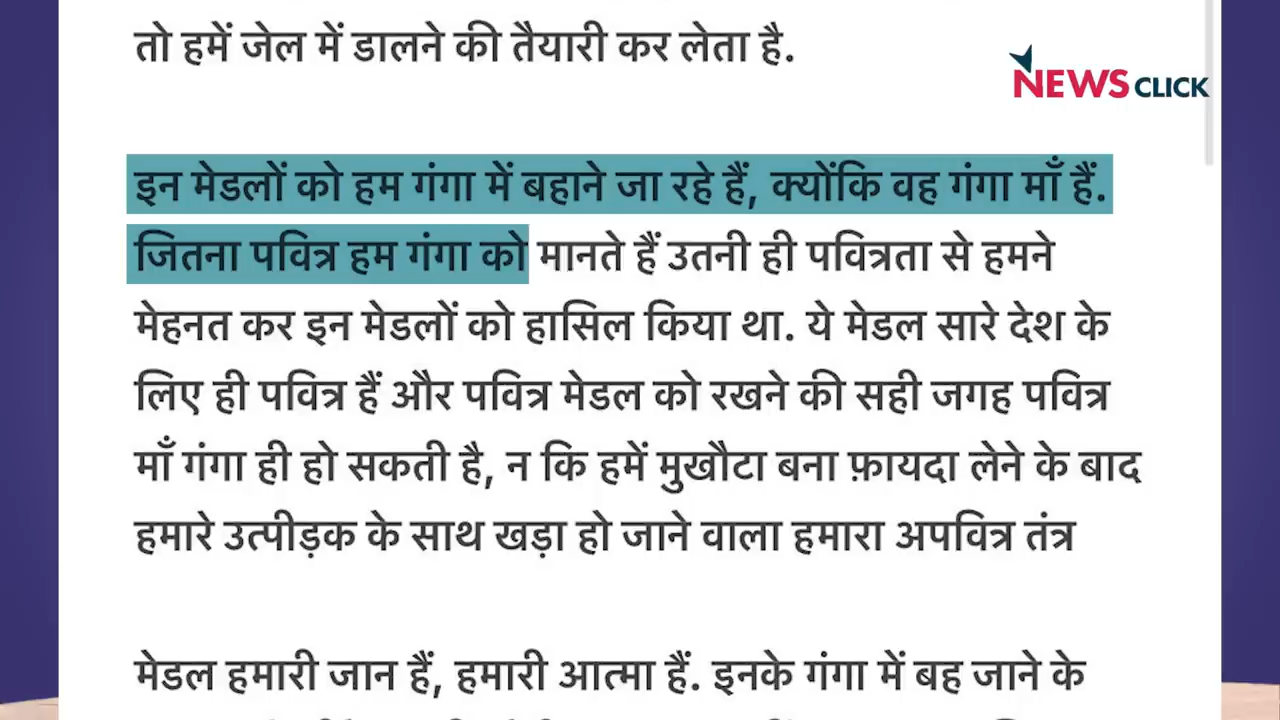 तो हमें जेल में डालने की तैयारी कर लेता है.
NEWSCLICK
इन मेडलों को हम गंगा में बहाने जा रहे हैं, क्योंकि वह गंगा माँ हैं.
जितना पवित्र हम गंगा को मानते हैं उतनी ही पवित्रता से हमने
मेहनत कर इन मेडलों को हासिल किया था. ये मेडल सारे देश के
लिए ही पवित्र हैं और पवित्र मेडल को रखने की सही जगह पवित्र
माँ गंगा ही हो सकती है, न कि हमें मुखौटा बना फ़ायदा लेने के बाद
हमारे उत्पीड़क के साथ खड़ा हो जाने वाला हमारा अपवित्र तंत्र
मेडल हमारी जान हैं, हमारी आत्मा हैं. इनके गंगा में बह जाने के